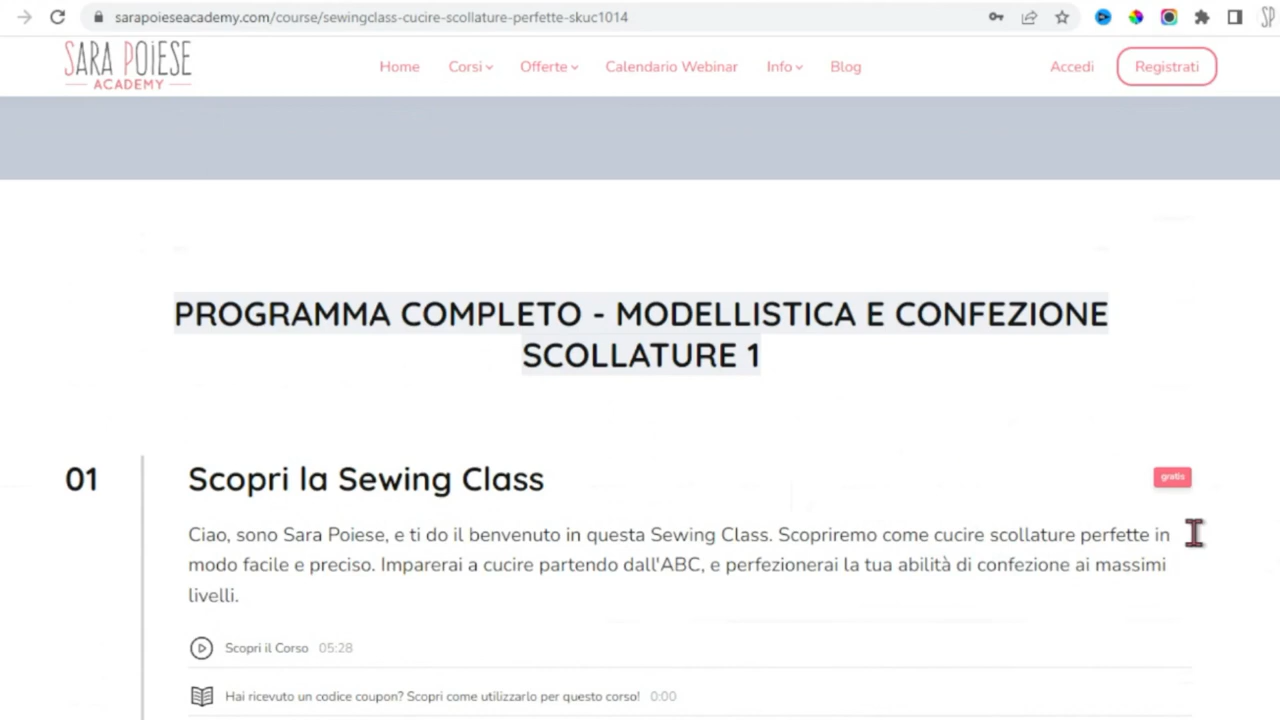 sarapoieseacademy.com/course/sewingclass-cucire-scollature-perfette-skuc1014
SP
SARA POIESE
ACADEMY
Home Corsi Offerte Calendario Webinar Info Blog Accedi Registrati
PROGRAMMA COMPLETO - MODELLISTICA E CONFEZIONE
SCOLLATURE 1
01 Scopri la Sewing Class gratis
Ciao, sono Sara Poiese, e ti do il benvenuto in questa Sewing Class. Scopriremo come cucire scollature perfette in
modo facile e preciso. Imparerai a cucire partendo dall'ABC, e perfezionerai la tua abilità di confezione ai massimi
livelli.
Scopri il Corso 05:28
Hai ricevuto un codice coupon? Scopri come utilizzarlo per questo corso! 0:00